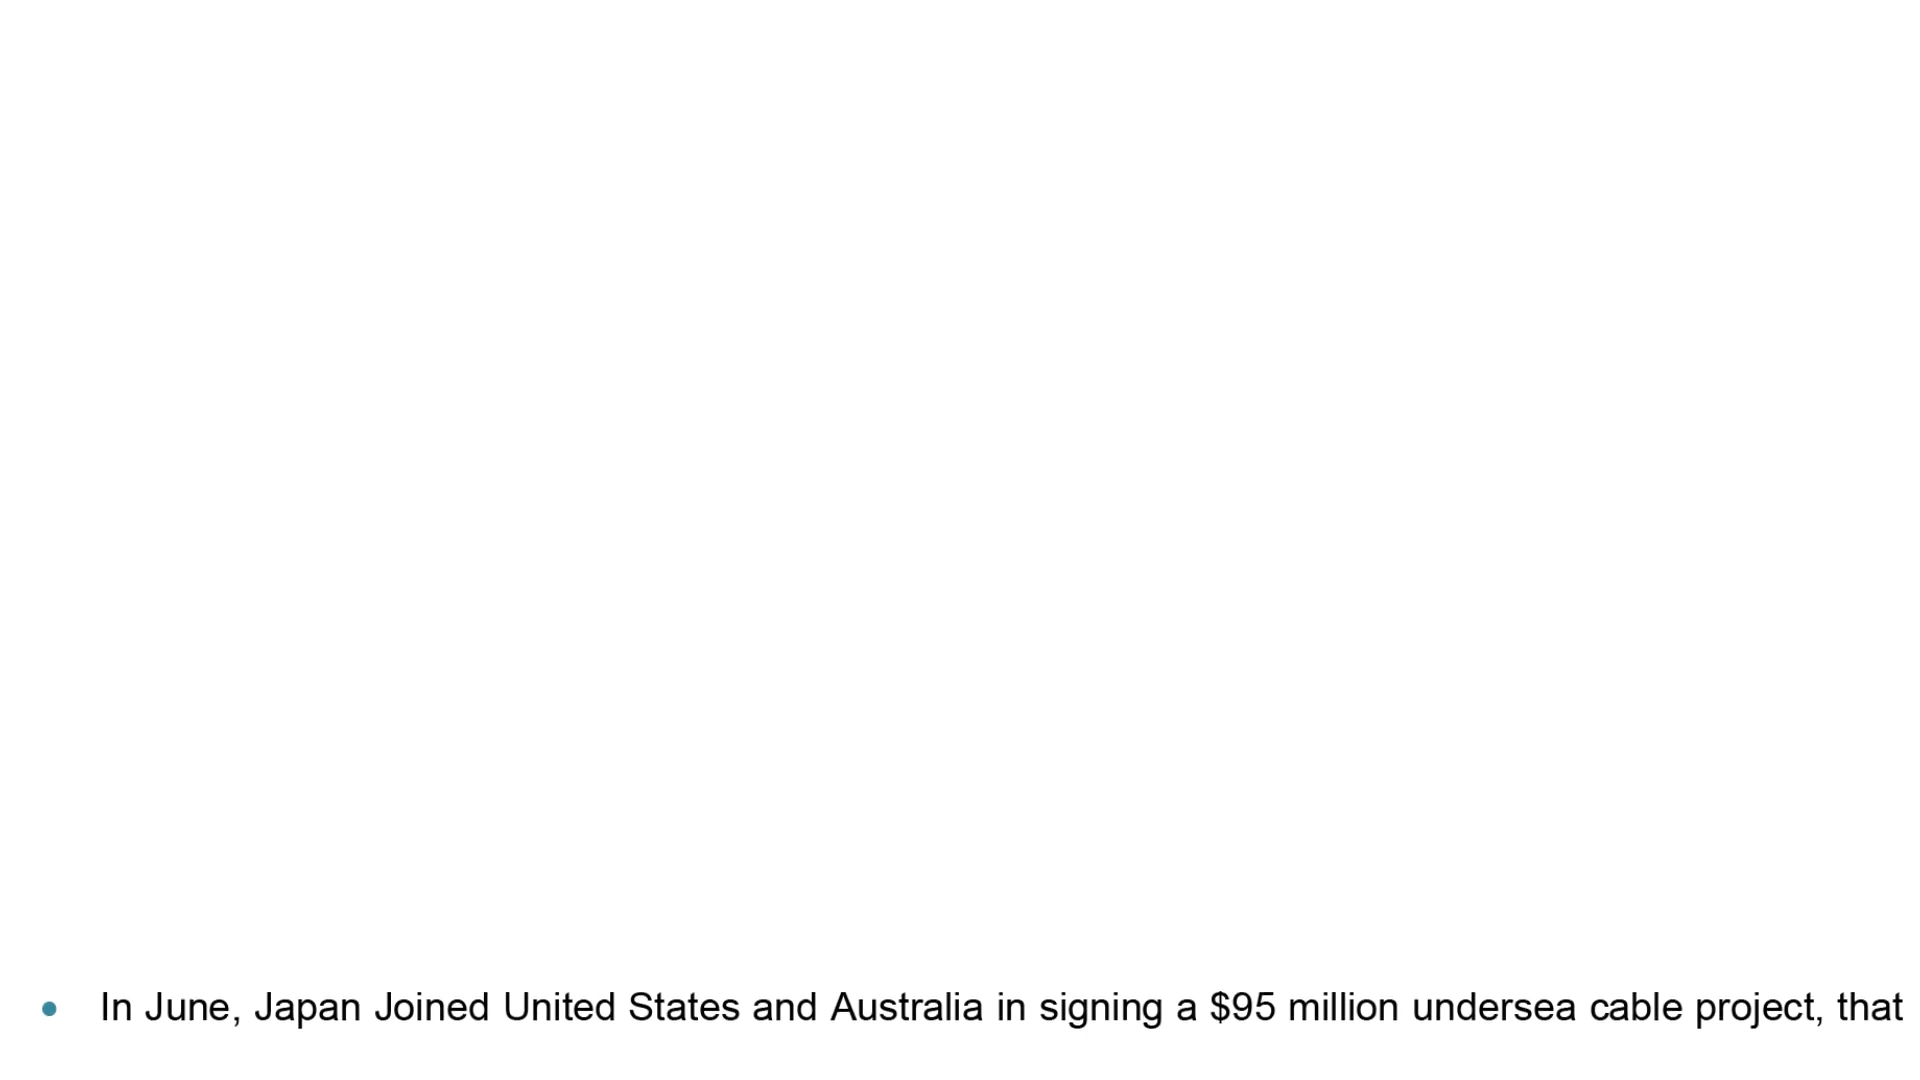 • In June, Japan Joined United States and Australia in signing a $95 million undersea cable project, that